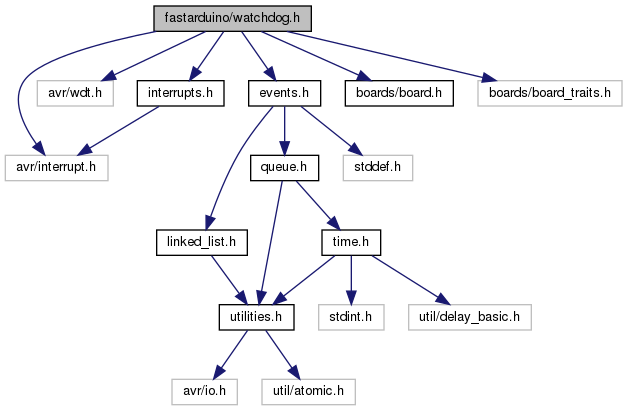 fastarduino/watchdog.h
avr/wdt.h
interrupts.h
events.h
boards/board.h
boards/board_traits.h
avr/interrupt.h
queue.h
stddef.h
linked_list.h
time.h
utilities.h
stdint.h
util/delay_basic.h
avr/io.h
util/atomic.h